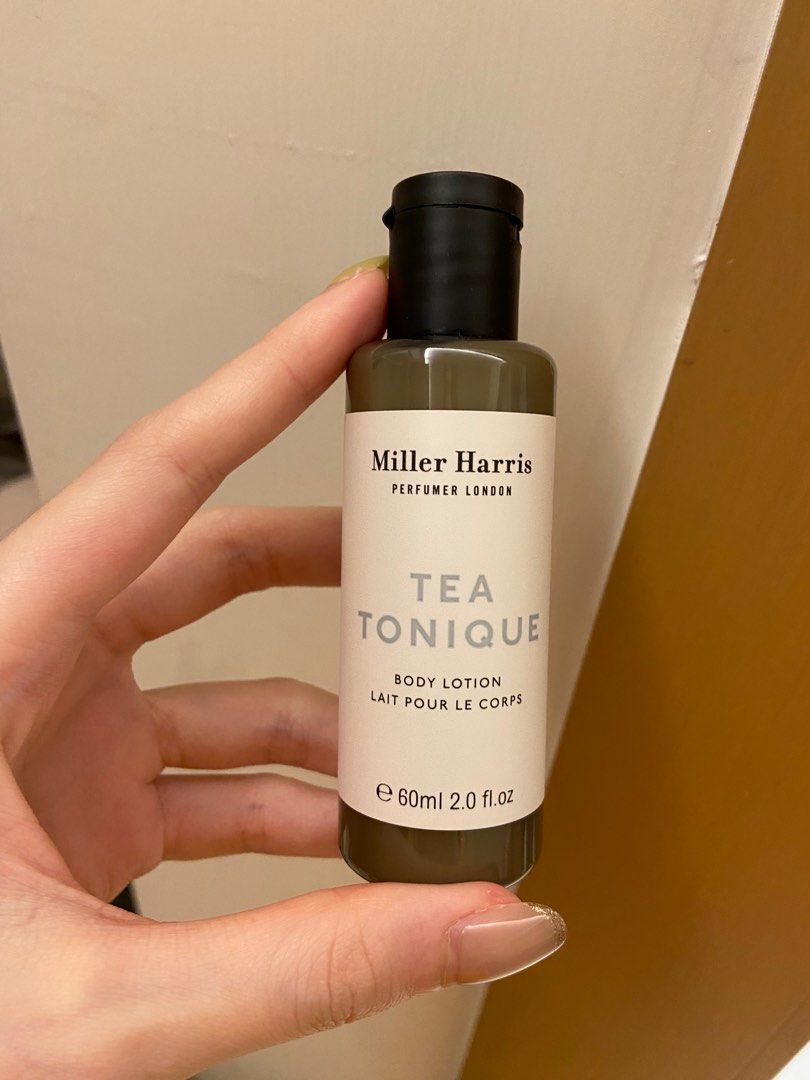 Miller Harris
PERFUMER LONDON
TEA
TONIQUE
BODY LOTION
LAIT POUR LE CORPS
℮ 60ml 2.0 fl.oz